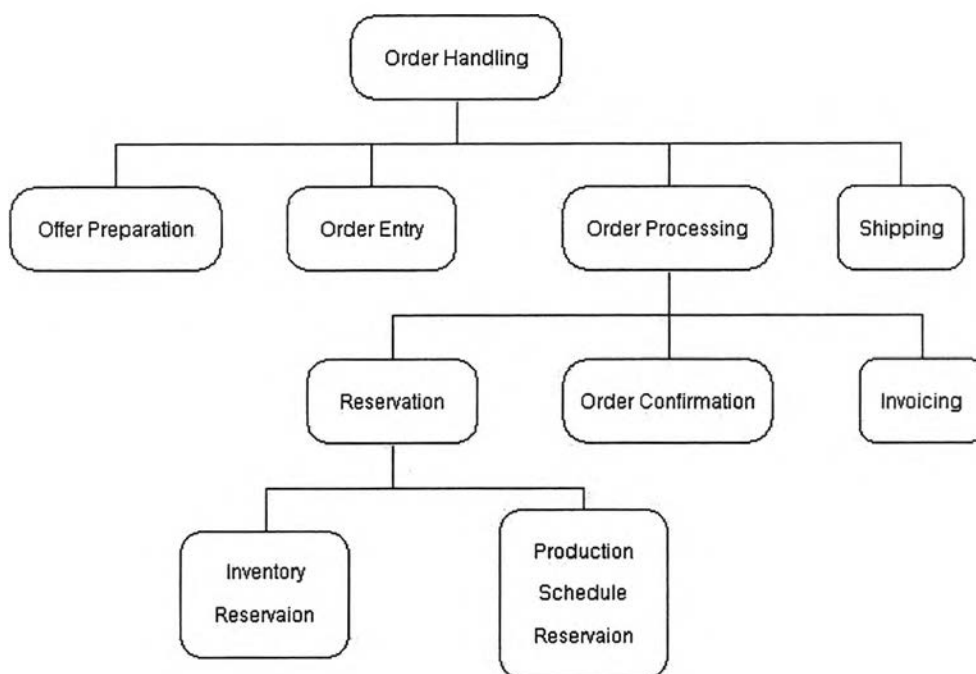 Order Handling
Offer Preparation
Order Entry
Order Processing
Shipping
Reservation
Order Confirmation
Invoicing
Inventory
Reservaion
Production
Schedule
Reservaion